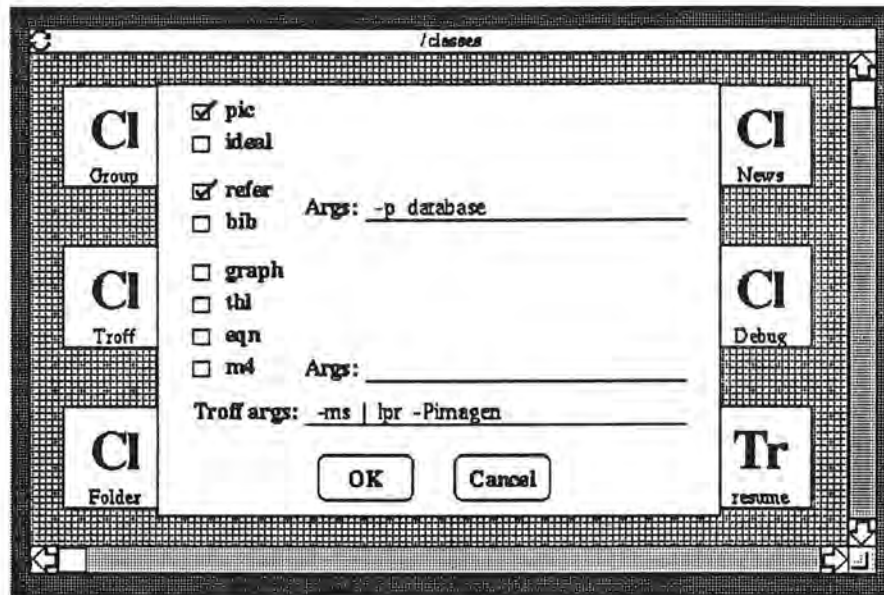 /classes
Cl
Group
Cl
Troff
Cl
Folder
pic
ideal
refer
bib
Args: -p database
graph
tbl
eqn
m4 Args:
Troff args: -ms | lpr -Pimagen
OK Cancel
Cl
News
Cl
Debug
Tr
resume